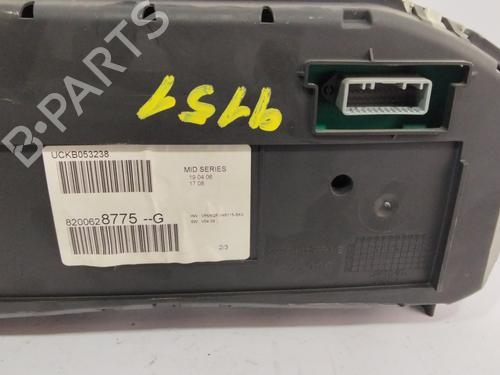 B-PARTS
9151
UCKB053238
MID SERIES
19 04 06
17 08
8200628775 --G
2/3